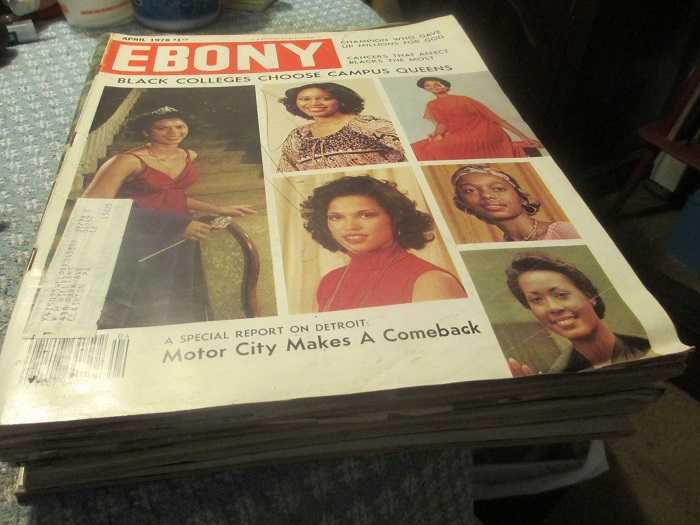 APRIL 1978
EBONY
CHAMPION WHO GAVE
UP MILLIONS FOR GOD
CANCERS THAT AFFECT
BLACKS THE MOST
BLACK COLLEGES CHOOSE CAMPUS QUEENS
A SPECIAL REPORT ON DETROIT:
Motor City Makes A Comeback